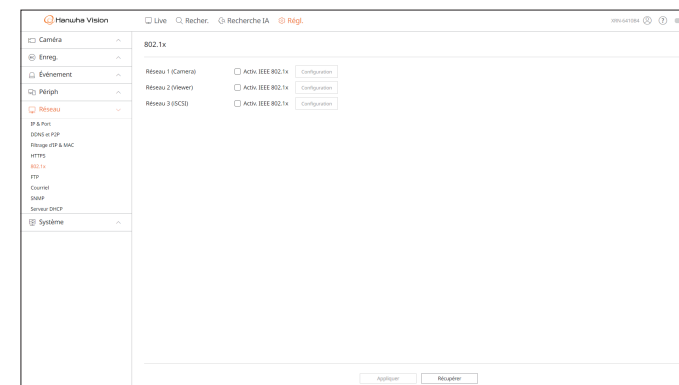 Hanwha Vision
Live Recher. Recherche IA Régl.
Caméra
Enreg.
Évènement
Périph
Réseau
IP & Port
DDNS et P2P
Filtrage d'IP & MAC
HTTPS
802.1x
FTP
Courriel
SNMP
Serveur DHCP
Système
802.1x
Réseau 1 (Camera) Activ. IEEE 802.1x Configuration
Réseau 2 (Viewer) Activ. IEEE 802.1x Configuration
Réseau 3 (iSCSI) Activ. IEEE 802.1x Configuration
Appliquer Récupérer